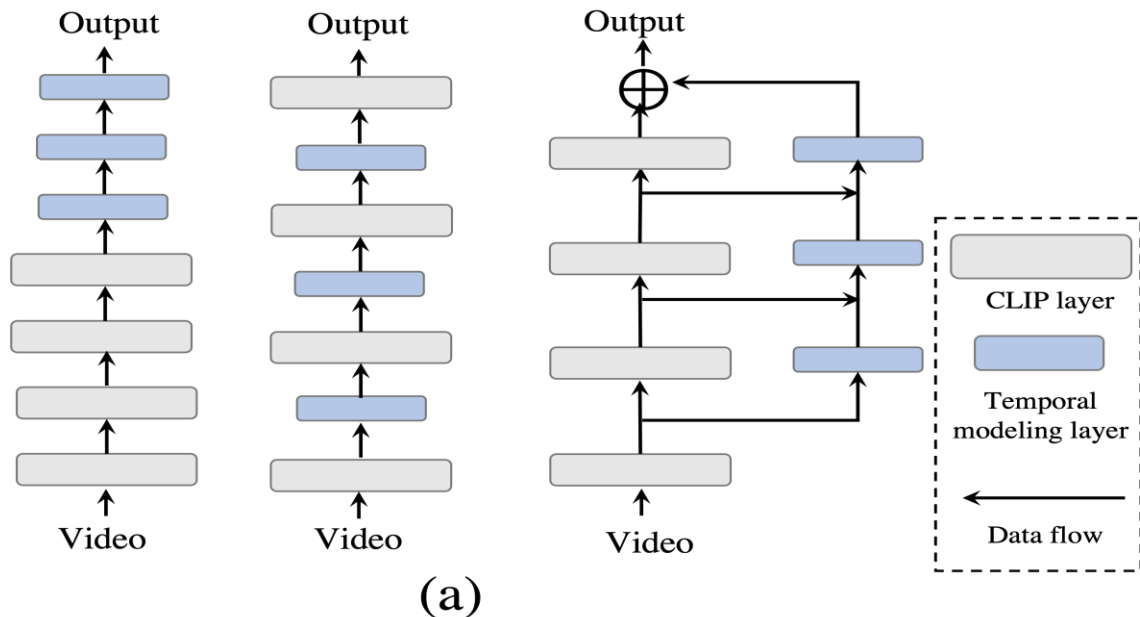 Output
Output
Output
CLIP layer
Temporal
modeling layer
Data flow
Video
Video
Video
(a)